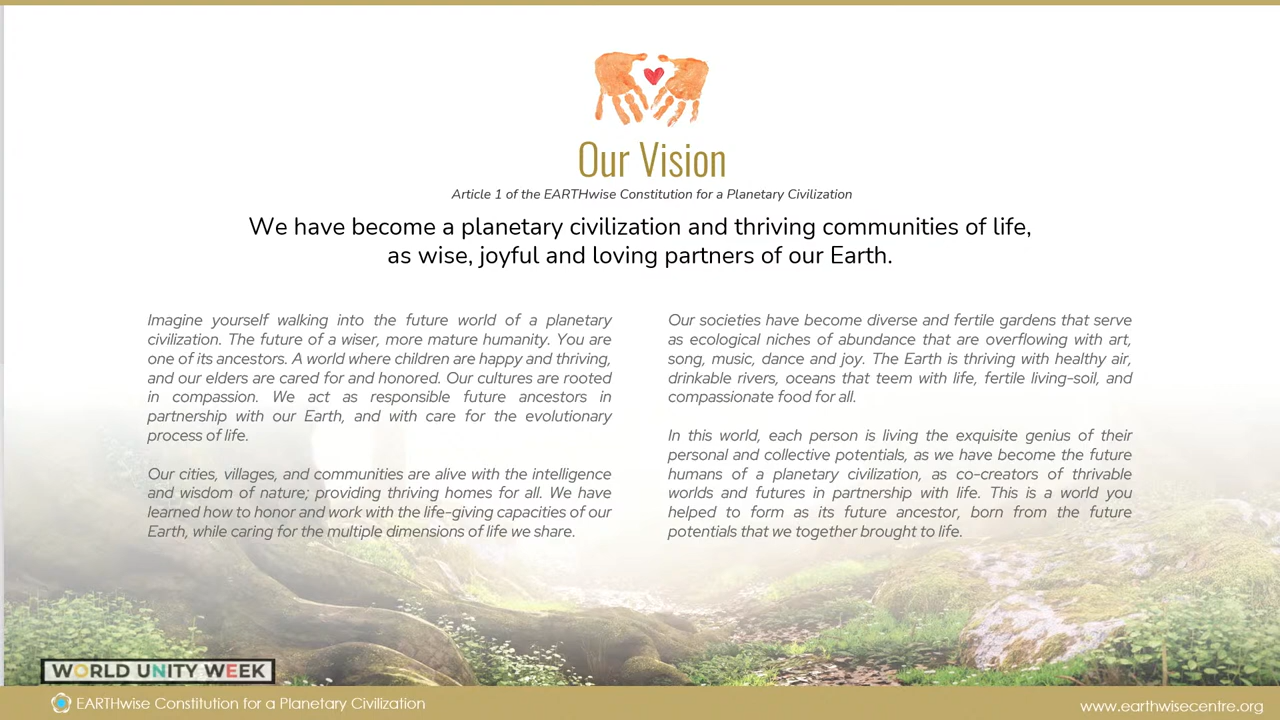 Our Vision
Article 1 of the EARTHwise Constitution for a Planetary Civilization
We have become a planetary civilization and thriving communities of life,
as wise, joyful and loving partners of our Earth.
Imagine yourself walking into the future world of a planetary
civilization. The future of a wiser, more mature humanity. You are
one of its ancestors. A world where children are happy and thriving,
and our elders are cared for and honored. Our cultures are rooted
in compassion. We act as responsible future ancestors in
partnership with our Earth, and with care for the evolutionary
process of life.
Our cities, villages, and communities are alive with the intelligence
and wisdom of nature; providing thriving homes for all. We have
learned how to honor and work with the life-giving capacities of our
Earth, while caring for the multiple dimensions of life we share.
Our societies have become diverse and fertile gardens that serve
as ecological niches of abundance that are overflowing with art,
song, music, dance and joy. The Earth is thriving with healthy air,
drinkable rivers, oceans that teem with life, fertile living-soil, and
compassionate food for all.
In this world, each person is living the exquisite genius of their
personal and collective potentials, as we have become the future
humans of a planetary civilization, as co-creators of thrivable
worlds and futures in partnership with life. This is a world you
helped to form as its future ancestor, born from the future
potentials that we together brought to life.
WORLD UNITY WEEK
EARTHwise Constitution for a Planetary Civilization
www.earthwisecentre.org